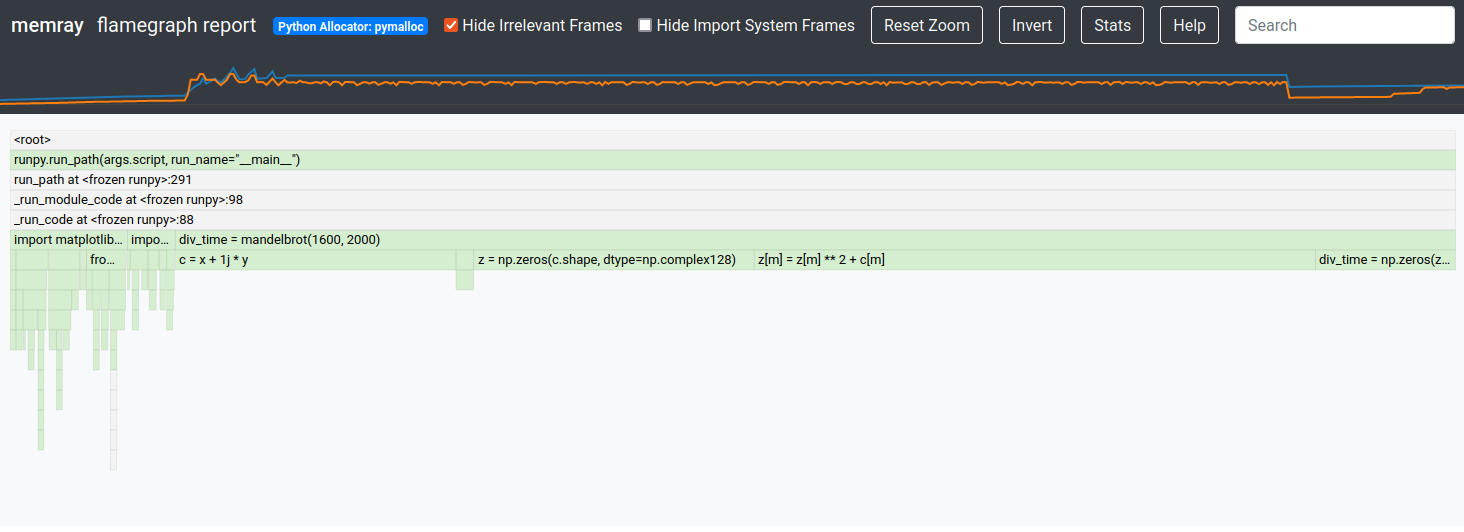 memray flamegraph report Python Allocator: pymalloc Hide Irrelevant Frames Hide Import System Frames Reset Zoom Invert Stats Help Search
<root>
runpy.run_path(args.script, run_name="__main__")
run_path at <frozen runpy>:291
_run_module_code at <frozen runpy>:98
_run_code at <frozen runpy>:88
import matplotlib... impo... div_time = mandelbrot(1600, 2000)
fro... c = x + 1j * y z = np.zeros(c.shape, dtype=np.complex128) z[m] = z[m] ** 2 + c[m] div_time = np.zeros(z...